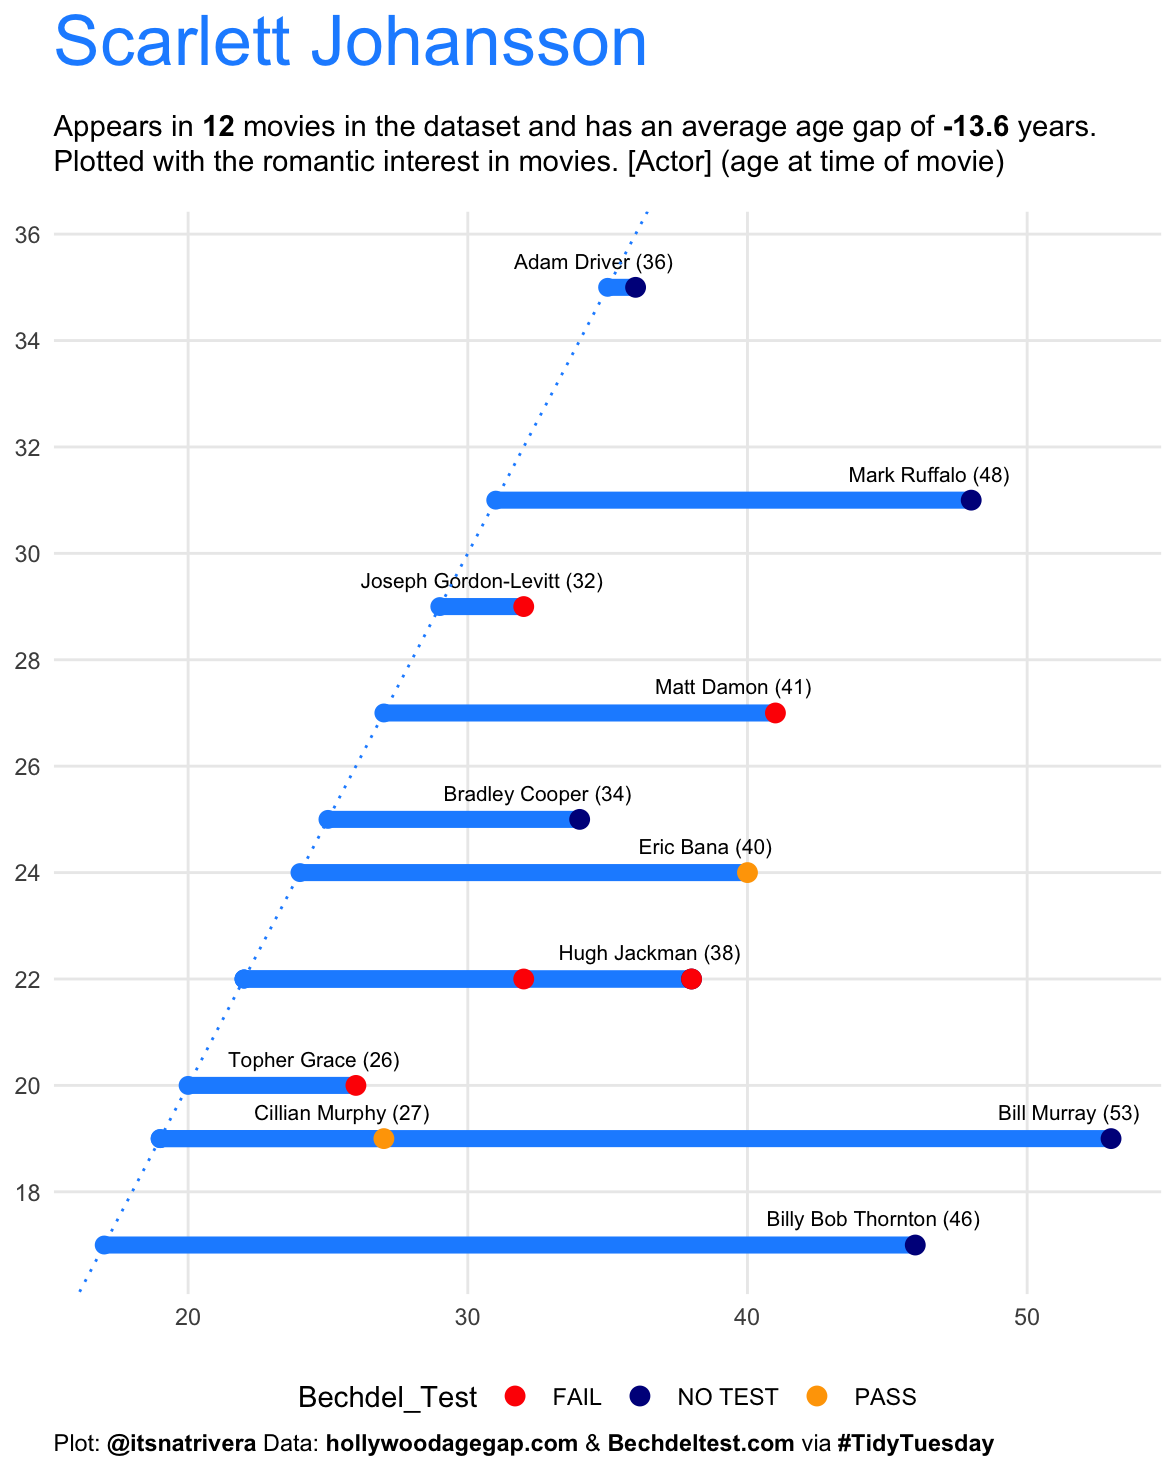 Scarlett Johansson
Appears in 12 movies in the dataset and has an average age gap of -13.6 years.
Plotted with the romantic interest in movies. [Actor] (age at time of movie)
36
Adam Driver (36)
34
32
Mark Ruffalo (48)
30
Joseph Gordon-Levitt (32)
28
Matt Damon (41)
26
Bradley Cooper (34)
Eric Bana (40)
24
Hugh Jackman (38)
22
Topher Grace (26)
20
Cillian Murphy (27) Bill Murray (53)
18
Billy Bob Thornton (46)
20 30 40 50
Bechdel_Test FAIL NO TEST PASS
Plot: @itsnatrivera Data: hollywoodagegap.com & Bechdeltest.com via #TidyTuesday